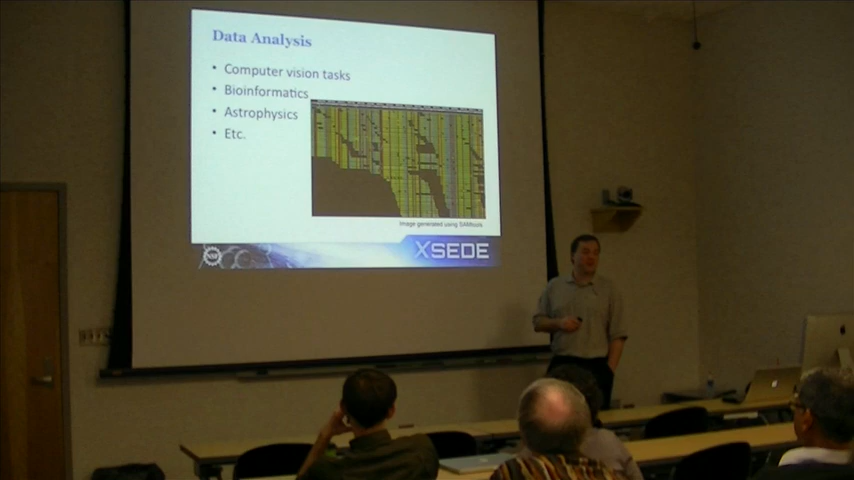 Data Analysis
• Computer vision tasks
• Bioinformatics
• Astrophysics
• Etc.
Image generated using SAMtools
XSEDE